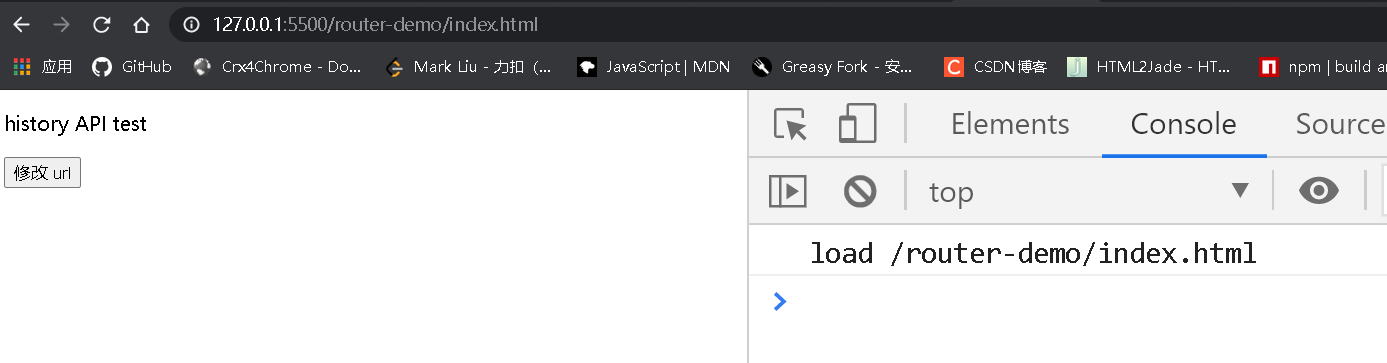 127.0.0.1:5500/router-demo/index.html
应用 GitHub Crx4Chrome - Do... Mark Liu - 力扣（... JavaScript | MDN Greasy Fork - 安... CSDN博客 HTML2Jade - HT... npm | build a
history API test
修改 url
Elements Console Source
top
load /router-demo/index.html